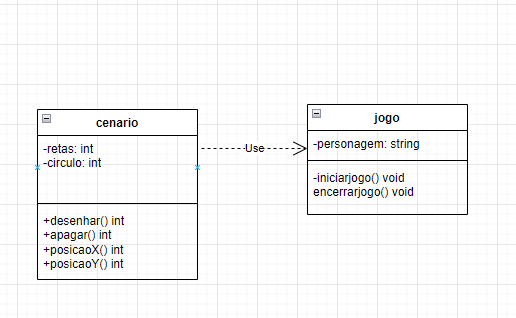 cenario
-retas: int
-circulo: int
+desenhar() int
+apagar() int
+posicaoX() int
+posicaoY() int
Use
jogo
-personagem: string
-iniciarjogo() void
encerrarjogo() void